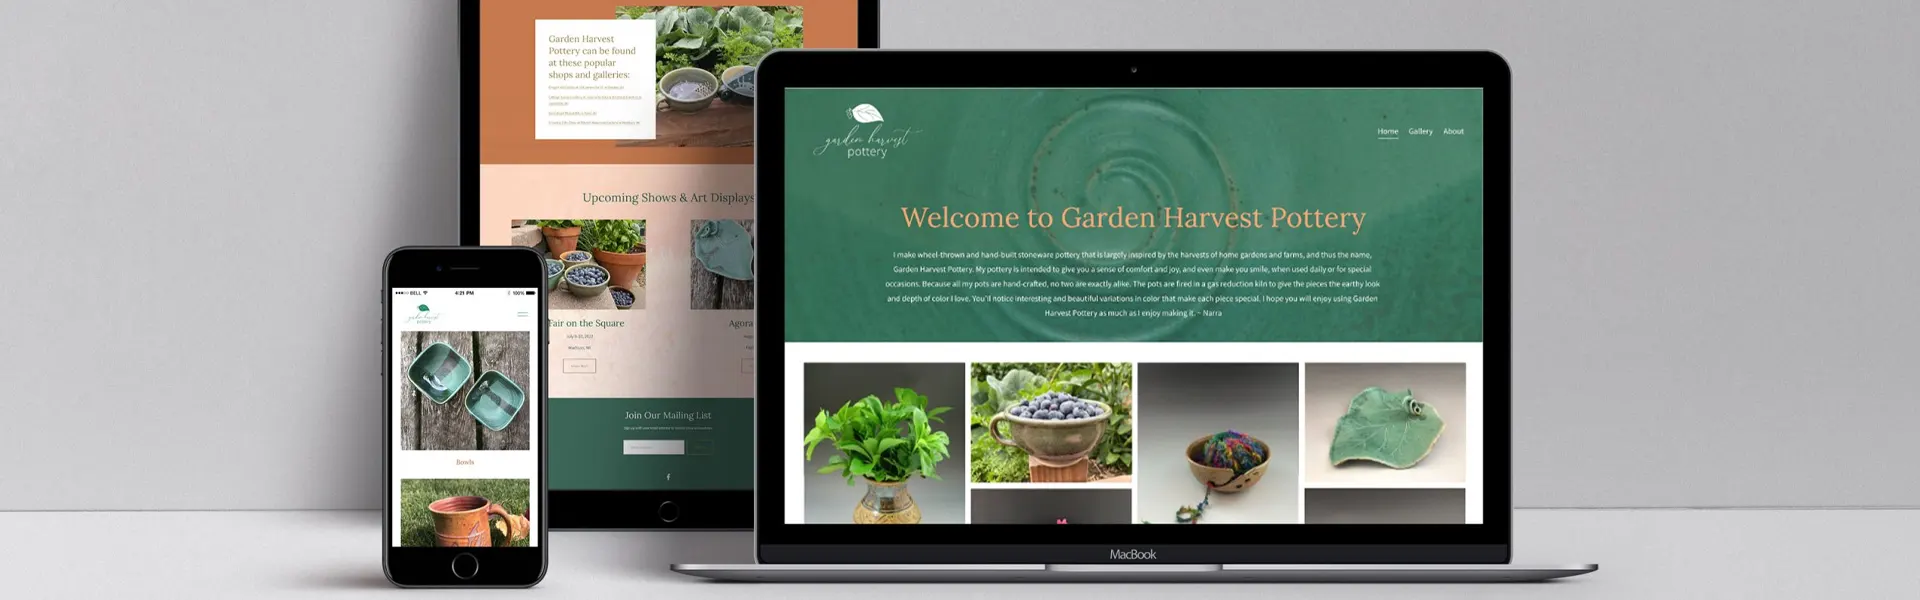 Garden Harvest
Pottery can be found
at these popular
shops and galleries:
Upcoming Shows & Art Displays
Fair on the Square
Madison, WI
Agora
Join Our Mailing List
BELL
4:21 PM
100%
garden harvest
pottery
Bowls
garden harvest
pottery
Home
Gallery
About
Welcome to Garden Harvest Pottery
I make wheel-thrown and hand-built stoneware pottery that is largely inspired by the harvests of home gardens and farms, and thus the name,
Garden Harvest Pottery. My pottery is intended to give you a sense of comfort and joy, and even make you smile, when used daily or for special
occasions. Because all my pots are hand-crafted, no two are exactly alike. The pots are fired in a gas reduction kiln to give the pieces the earthy look
and depth of color I love. You'll notice interesting and beautiful variations in color that make each piece special. I hope you will enjoy using Garden
Harvest Pottery as much as I enjoy making it. ~ Narra
MacBook